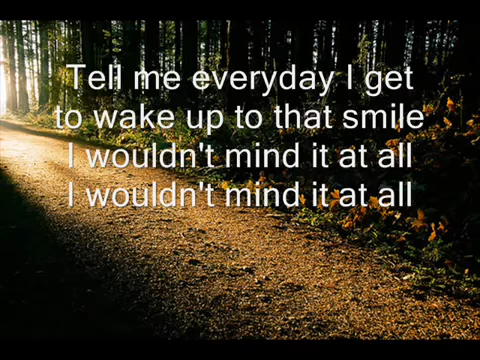 Tell me everyday I get
to wake up to that smile
I wouldn't mind it at all
I wouldn't mind it at all